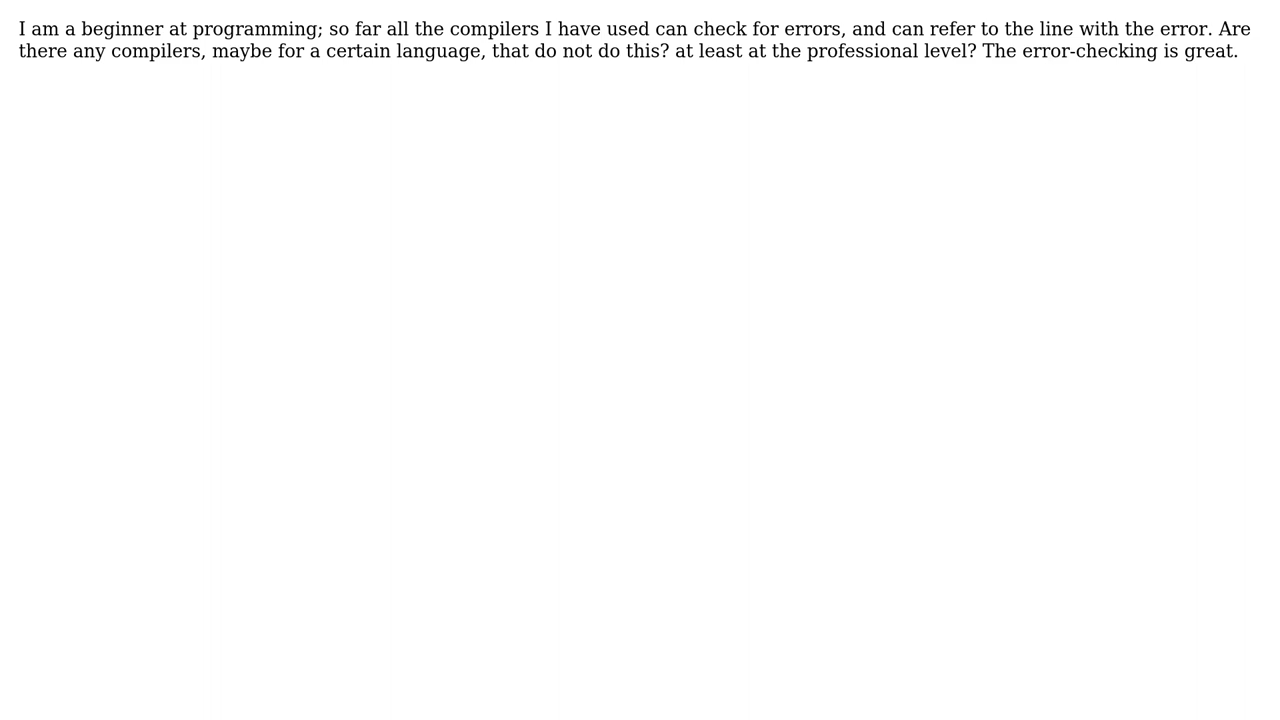 I am a beginner at programming; so far all the compilers I have used can check for errors, and can refer to the line with the error. Are
there any compilers, maybe for a certain language, that do not do this? at least at the professional level? The error-checking is great.